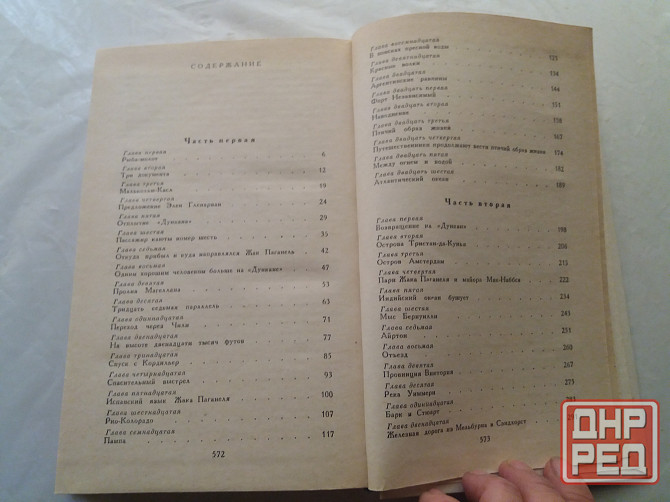 СОДЕРЖАНИЕ
Часть первая
Глава первая
Рыба-молот . . . 6
Глава вторая
Три документа . . . 12
Глава третья
Малькольм-Касл . . . 19
Глава четвертая
Предложение Элен Гленарван . . . 24
Глава пятая
Отплытие «Дункана» . . . 29
Глава шестая
Пассажир каюты номер шесть . . . 35
Глава седьмая
Откуда прибыл и куда направлялся Жак Паганель . . . 42
Глава восьмая
Одним хорошим человеком больше на «Дункане» . . . 47
Глава девятая
Пролив Магеллана . . . 53
Глава десятая
Тридцать седьмая параллель . . . 63
Глава одиннадцатая
Переход через Чили . . . 71
Глава двенадцатая
На высоте двенадцати тысяч футов . . . 77
Глава тринадцатая
Спуск с Кордильер . . . 85
Глава четырнадцатая
Спасительный выстрел . . . 93
Глава пятнадцатая
Испанский язык Жака Паганеля . . . 100
Глава шестнадцатая
Рио-Колорадо . . . 107
Глава семнадцатая
Пампа . . . 117
572
Глава восемнадцатая
В поисках пресной воды . . . 123
Глава девятнадцатая
Красные волки . . . 134
Глава двадцатая
Аргентинские равнины . . . 144
Глава двадцать первая
Форт Независимый . . . 151
Глава двадцать вторая
Наводнение . . . 158
Глава двадцать третья
Птичий образ жизни . . . 167
Глава двадцать четвертая
Путешественники продолжают вести птичий образ жизни . . . 174
Глава двадцать пятая
Между огнем и водой . . . 182
Глава двадцать шестая
Атлантический океан . . . 189
Часть вторая
Глава первая
Возвращение на «Дункан» . . . 198
Глава вторая
Острова Тристан-да-Кунья . . . 206
Глава третья
Остров Амстердам . . . 212
Глава четвертая
Пари Жака Паганеля и майора Мак-Наббса . . . 222
Глава пятая
Индийский океан бушует . . . 234
Глава шестая
Мыс Бернуилли . . . 243
Глава седьмая
Айртон . . . 251
Глава восьмая
Отъезд . . . 260
Глава девятая
Провинция Виктория . . . 267
Глава десятая
Река Уиммера . . . 275
Глава одиннадцатая
Барк и Стюарт
Глава двенадцатая
Железная дорога из Мельбурна в Сандхорст
573
ДНР
РЕД